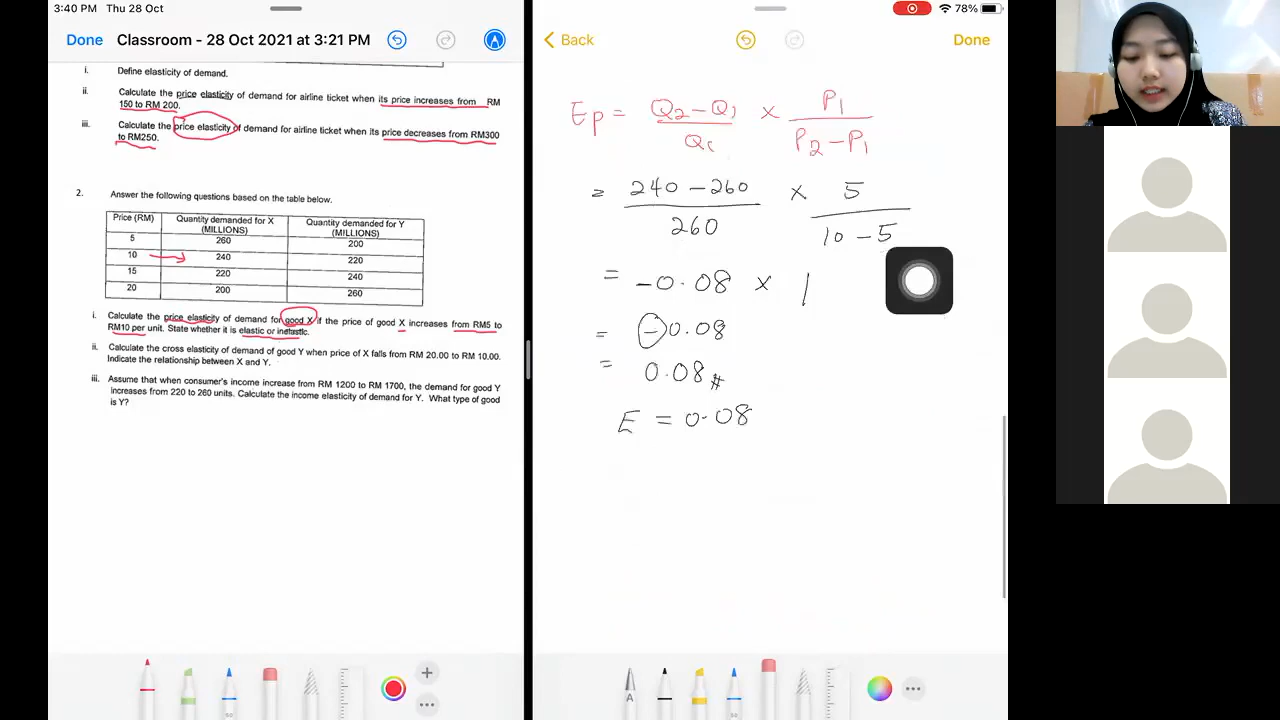 3:40 PM Thu 28 Oct
78%
Done Classroom - 28 Oct 2021 at 3:21 PM
Back Done
i. Define elasticity of demand.
ii. Calculate the price elasticity of demand for airline ticket when its price increases from RM
150 to RM 200.
iii. Calculate the price elasticity of demand for airline ticket when its price decreases from RM300
to RM250.
2. Answer the following questions based on the table below.
Price (RM) Quantity demanded for X (MILLIONS) Quantity demanded for Y (MILLIONS)
5 260 200
10 240 220
15 220 240
20 200 260
i. Calculate the price elasticity of demand for good X if the price of good X increases from RM5 to
RM10 per unit. State whether it is elastic or inelastic.
ii. Calculate the cross elasticity of demand of good Y when price of X falls from RM 20.00 to RM 10.00.
Indicate the relationship between X and Y.
iii. Assume that when consumer's income increase from RM 1200 to RM 1700, the demand for good Y
increases from 220 to 260 units. Calculate the income elasticity of demand for Y. What type of good
is Y?
Ep = Q2 - Q1 × P1
Q1 P2 - P1
= 240 - 260 × 5
260 10 - 5
= -0.08 × 1
= -0.08
= 0.08 #
E = 0.08
A
50